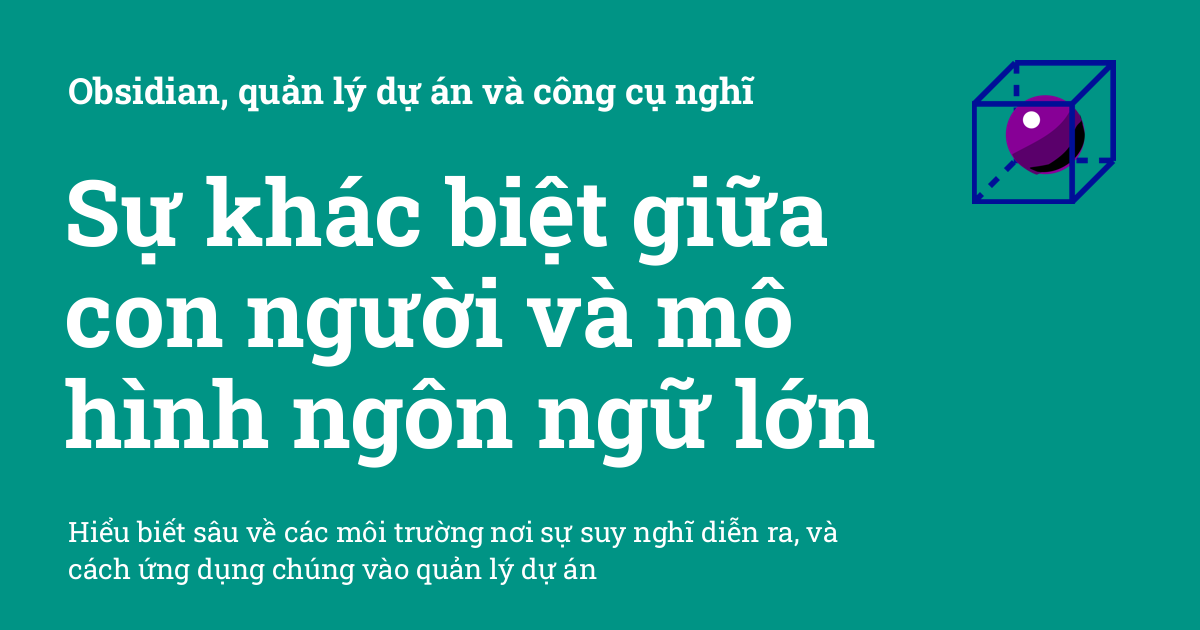 Obsidian, quản lý dự án và công cụ nghĩ
Sự khác biệt giữa
con người và mô
hình ngôn ngữ lớn
Hiểu biết sâu về các môi trường nơi sự suy nghĩ diễn ra, và
cách ứng dụng chúng vào quản lý dự án